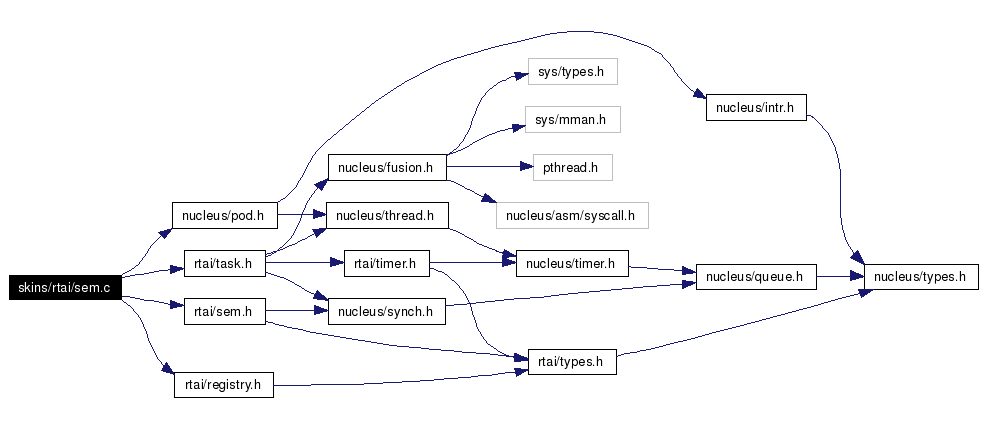 sys/types.h
nucleus/intr.h
sys/mman.h
nucleus/fusion.h
pthread.h
nucleus/pod.h
nucleus/thread.h
nucleus/asm/syscall.h
rtai/task.h
rtai/timer.h
nucleus/timer.h
nucleus/queue.h
nucleus/types.h
skins/rtai/sem.c
rtai/sem.h
nucleus/synch.h
rtai/types.h
rtai/registry.h